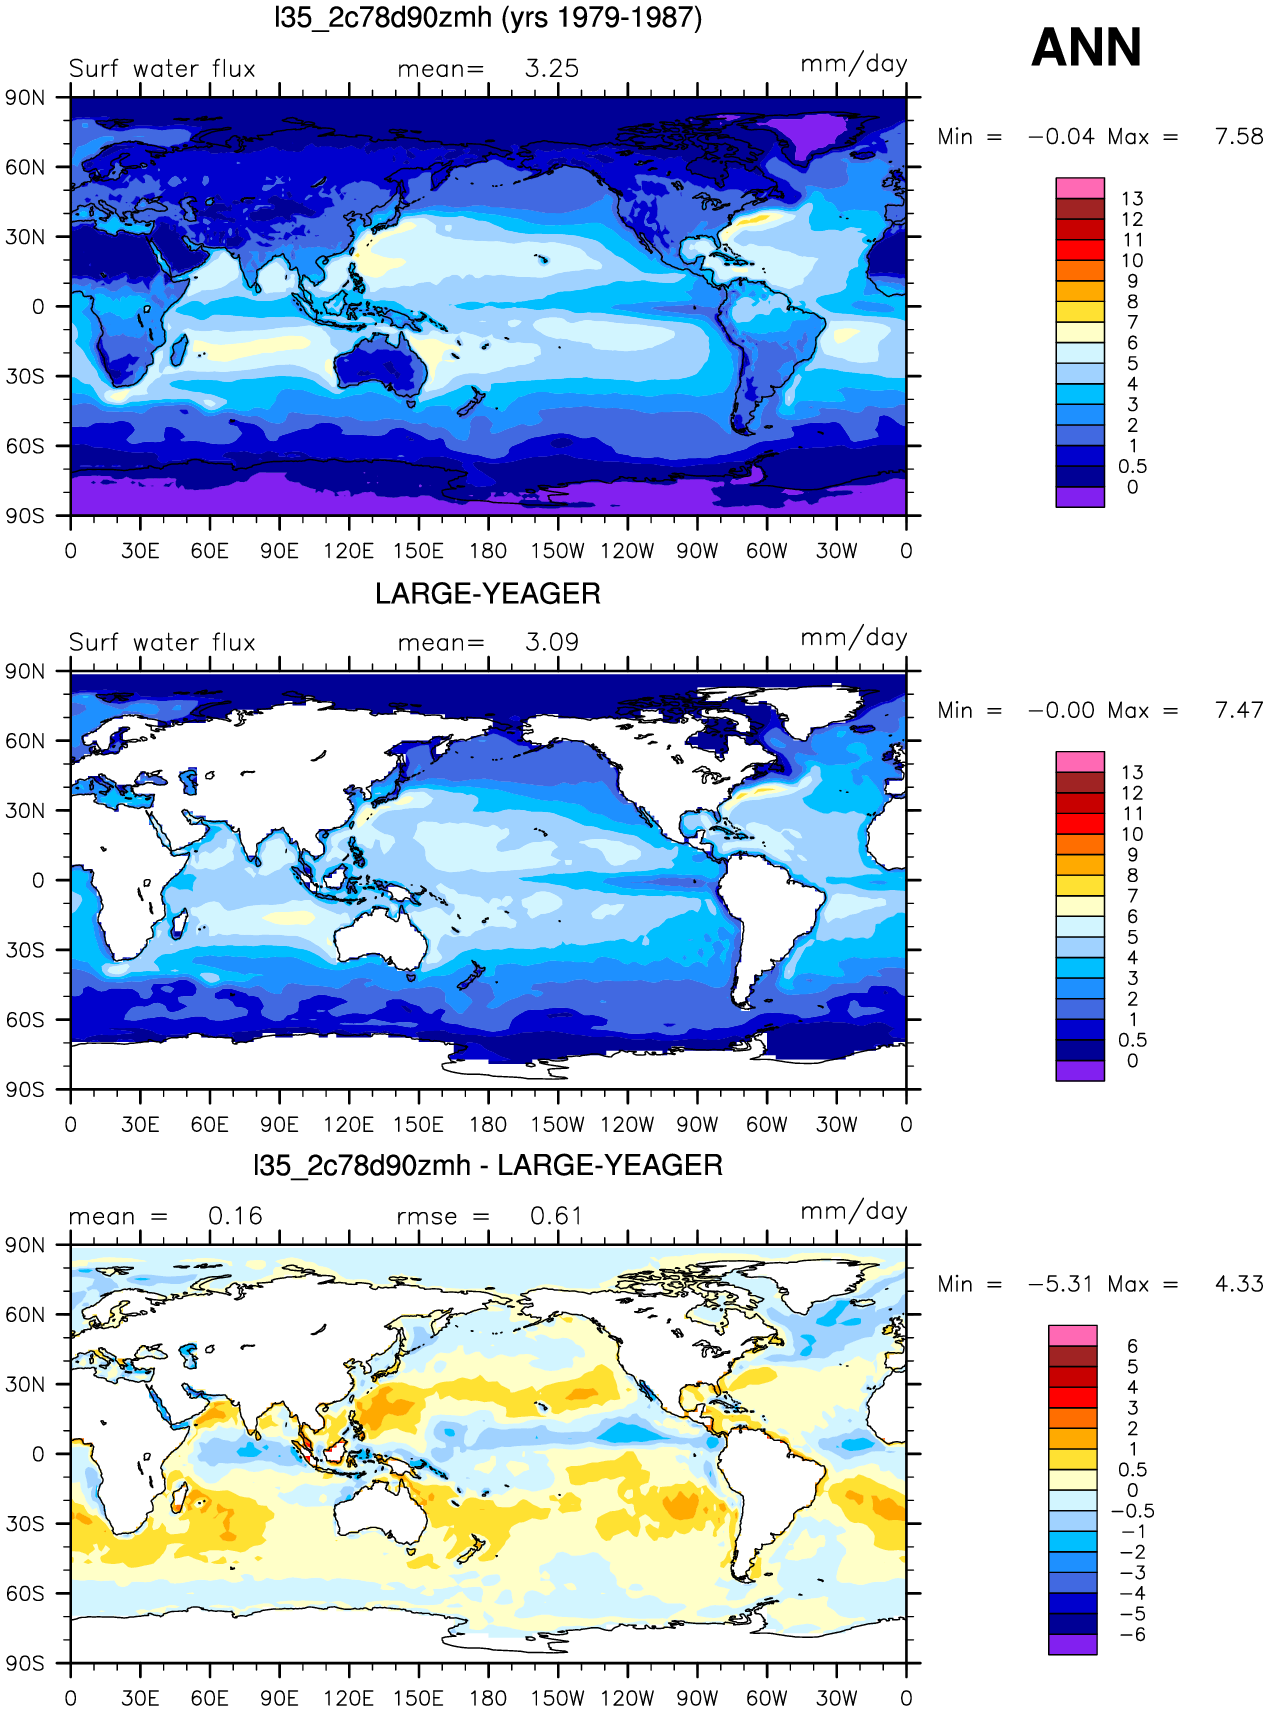 l35_2c78d90zmh (yrs 1979-1987)
ANN
Surf water flux mean= 3.25 mm/day
Min = −0.04 Max = 7.58
90N
60N
30N
0
30S
60S
90S
0 30E 60E 90E 120E 150E 180 150W 120W 90W 60W 30W 0
13
12
11
10
9
8
7
6
5
4
3
2
1
0.5
0
LARGE-YEAGER
Surf water flux mean= 3.09 mm/day
Min = −0.00 Max = 7.47
90N
60N
30N
0
30S
60S
90S
0 30E 60E 90E 120E 150E 180 150W 120W 90W 60W 30W 0
13
12
11
10
9
8
7
6
5
4
3
2
1
0.5
0
l35_2c78d90zmh - LARGE-YEAGER
mean = 0.16 rmse = 0.61 mm/day
Min = −5.31 Max = 4.33
90N
60N
30N
0
30S
60S
90S
0 30E 60E 90E 120E 150E 180 150W 120W 90W 60W 30W 0
6
5
4
3
2
1
0.5
0
−0.5
−1
−2
−3
−4
−5
−6